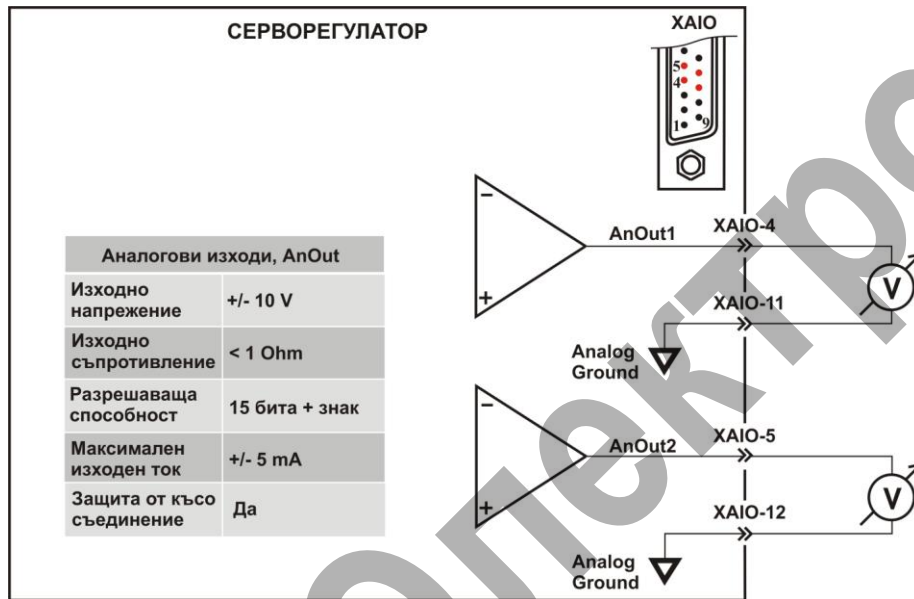 СЕРВОРЕГУЛАТОР
XAIO
5
4
1
9
-
+
AnOut1
XAIO-4
V
XAIO-11
Analog
Ground
Аналогови изходи, AnOut
Изходно
напрежение
+/- 10 V
Изходно
съпротивление
< 1 Ohm
Разрешаваща
способност
15 бита + знак
Максимален
изходен ток
+/- 5 mA
Защита от късо
съединение
Да
-
+
AnOut2
XAIO-5
V
XAIO-12
Analog
Ground